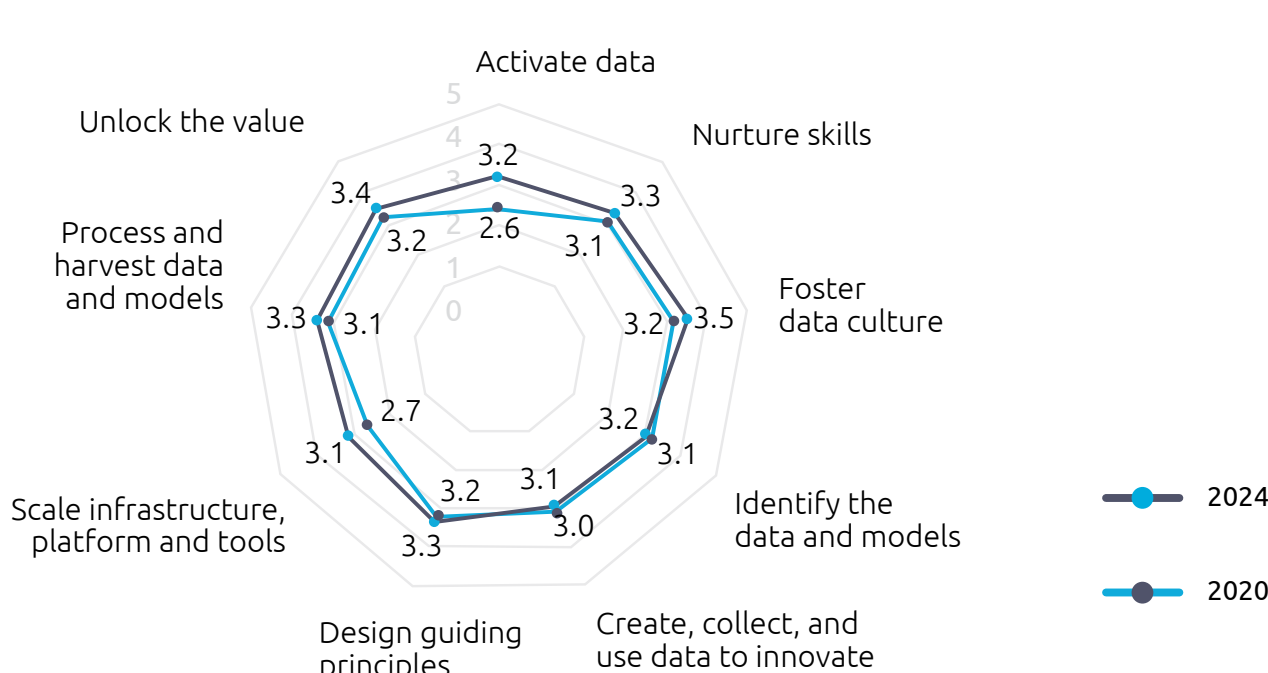 Activate data
5
Unlock the value
4
Nurture skills
3.2
3
3.4
3.3
2
2.6
3.2
3.1
Process and
harvest data
and models
1
Foster
data culture
0
3.3
3.1
3.2
3.5
2.7
3.2
3.1
3.1
3.2
3.1
3.0
3.3
Scale infrastructure,
platform and tools
Identify the
data and models
2024
2020
Design guiding
principles
Create, collect, and
use data to innovate